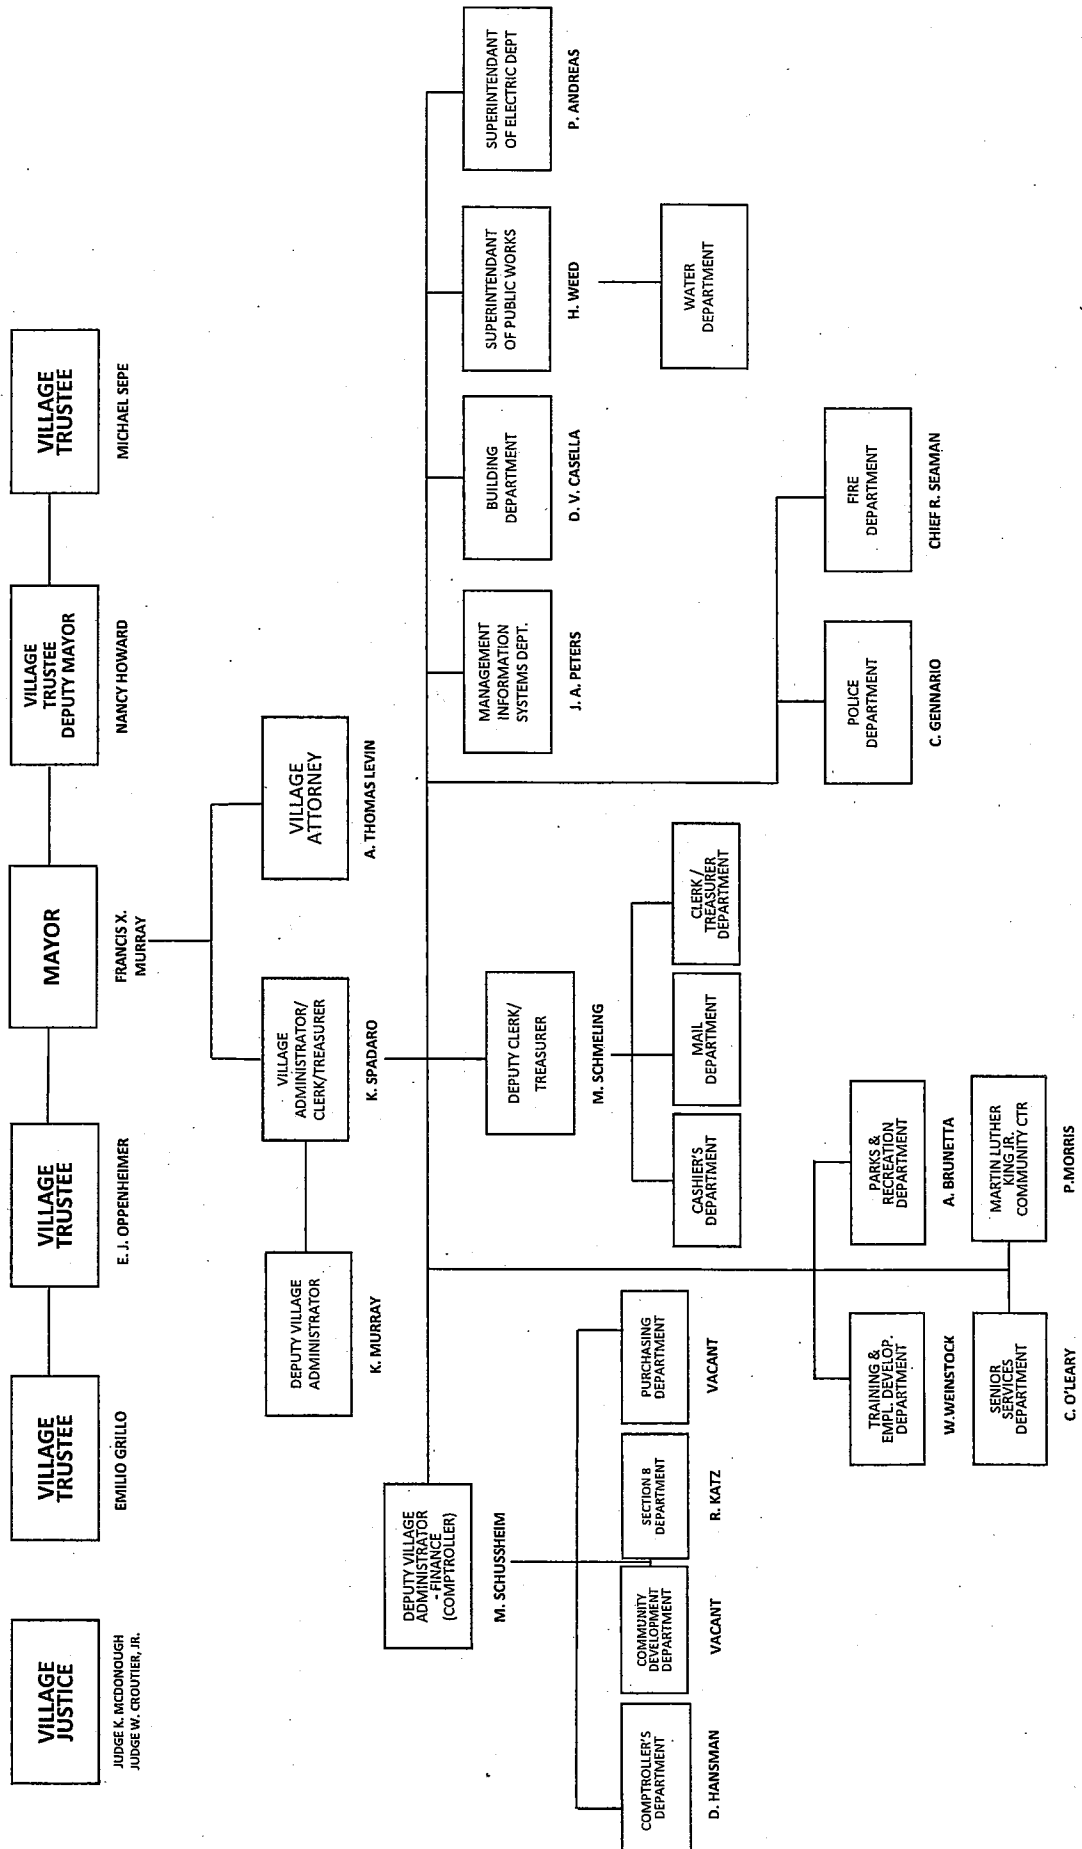 VILLAGE
JUSTICE
JUDGE K. MCDONOUGH
JUDGE W. CROUTIER, JR.
VILLAGE
TRUSTEE
EMILIO GRILLO
VILLAGE
TRUSTEE
E. J. OPPENHEIMER
MAYOR
FRANCIS X.
MURRAY
VILLAGE
TRUSTEE
DEPUTY MAYOR
NANCY HOWARD
VILLAGE
TRUSTEE
MICHAEL SEPE
DEPUTY VILLAGE
ADMINISTRATOR
K. MURRAY
VILLAGE
ADMINISTRATOR/
CLERK/TREASURER
K. SPADARO
VILLAGE
ATTORNEY
A. THOMAS LEVIN
DEPUTY VILLAGE
ADMINISTRATOR
- FINANCE
(COMPTROLLER)
M. SCHUSSHEIM
DEPUTY CLERK/
TREASURER
M. SCHMELING
MANAGEMENT
INFORMATION
SYSTEMS DEPT.
J. A. PETERS
BUILDING
DEPARTMENT
D. V. CASELLA
SUPERINTENDANT
OF PUBLIC WORKS
H. WEED
SUPERINTENDANT
OF ELECTRIC DEPT
P. ANDREAS
COMPTROLLER'S
DEPARTMENT
D. HANSMAN
COMMUNITY
DEVELOPMENT
DEPARTMENT
VACANT
SECTION 8
DEPARTMENT
R. KATZ
PURCHASING
DEPARTMENT
VACANT
CASHIER'S
DEPARTMENT
MAIL
DEPARTMENT
CLERK/
TREASURER
DEPARTMENT
WATER
DEPARTMENT
TRAINING &
EMPL. DEVELOP.
DEPARTMENT
W.WEINSTOCK
PARKS &
RECREATION
DEPARTMENT
A. BRUNETTA
POLICE
DEPARTMENT
C. GENNARIO
FIRE
DEPARTMENT
CHIEF R. SEAMAN
SENIOR
SERVICES
DEPARTMENT
C. O'LEARY
MARTIN LUTHER
KING JR.
COMMUNITY CTR
P.MORRIS